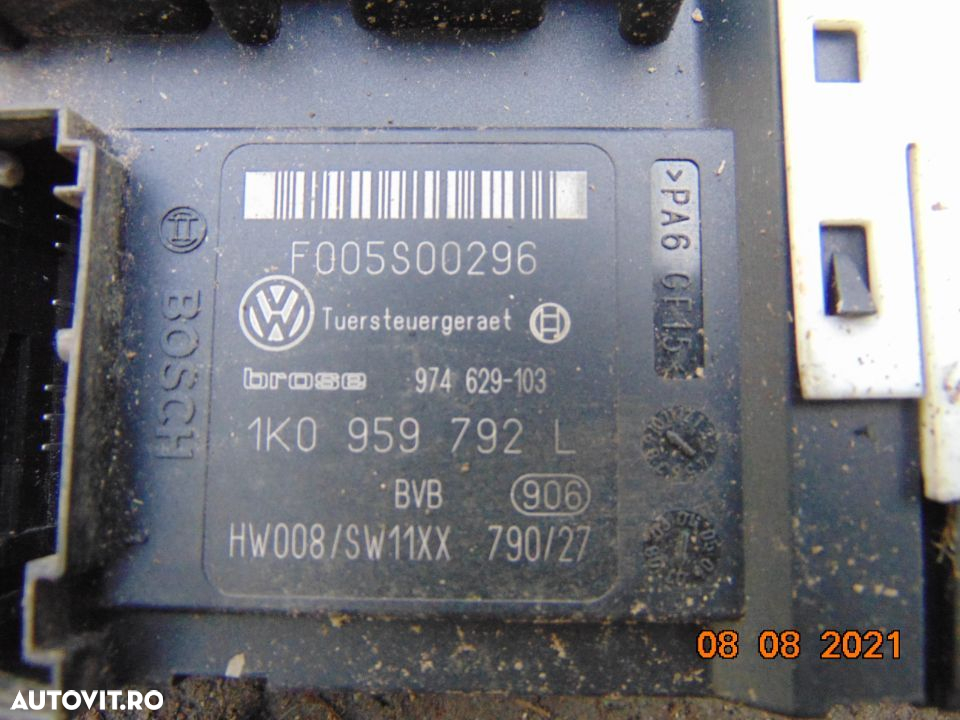 F005S00296
VW
Tuersteuergeraet
brose 974 629-103
1K0 959 792 L
BVB 906
HW008/SW11XX 790/27
BOSCH
>PA6 GF15
08 08 2021
AUTOVIT.RO